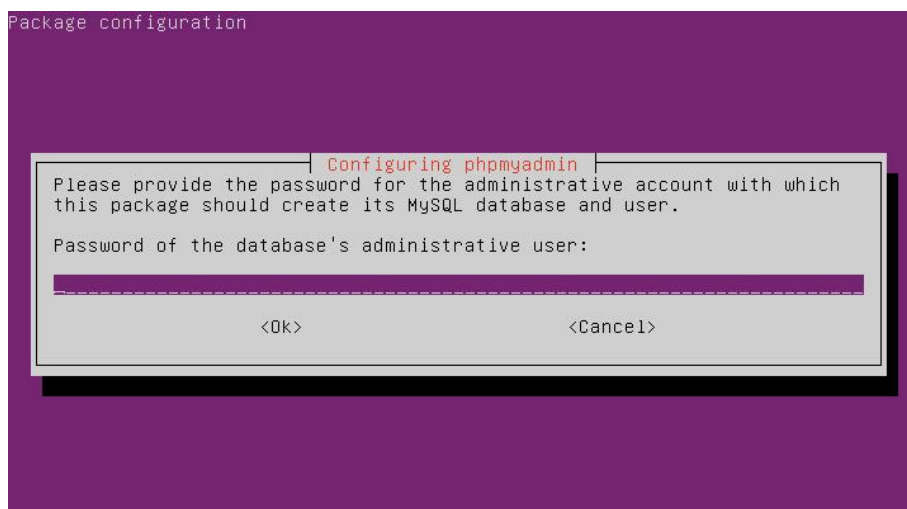 Package configuration
Configuring phpmyadmin
Please provide the password for the administrative account with which
this package should create its MySQL database and user.
Password of the database's administrative user:
<Ok> <Cancel>